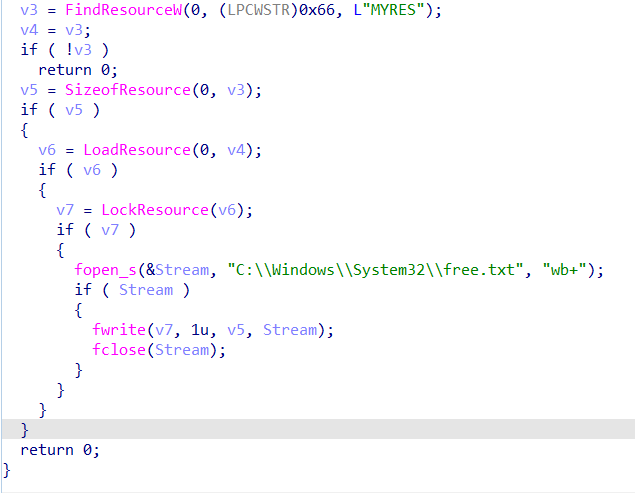 v3 = FindResourceW(0, (LPCWSTR)0x66, L"MYRES");
v4 = v3;
if ( !v3 )
return 0;
v5 = SizeofResource(0, v3);
if ( v5 )
{
v6 = LoadResource(0, v4);
if ( v6 )
{
v7 = LockResource(v6);
if ( v7 )
{
fopen_s(&Stream, "C:\\Windows\\System32\\free.txt", "wb+");
if ( Stream )
{
fwrite(v7, 1u, v5, Stream);
fclose(Stream);
}
}
}
}
return 0;
}